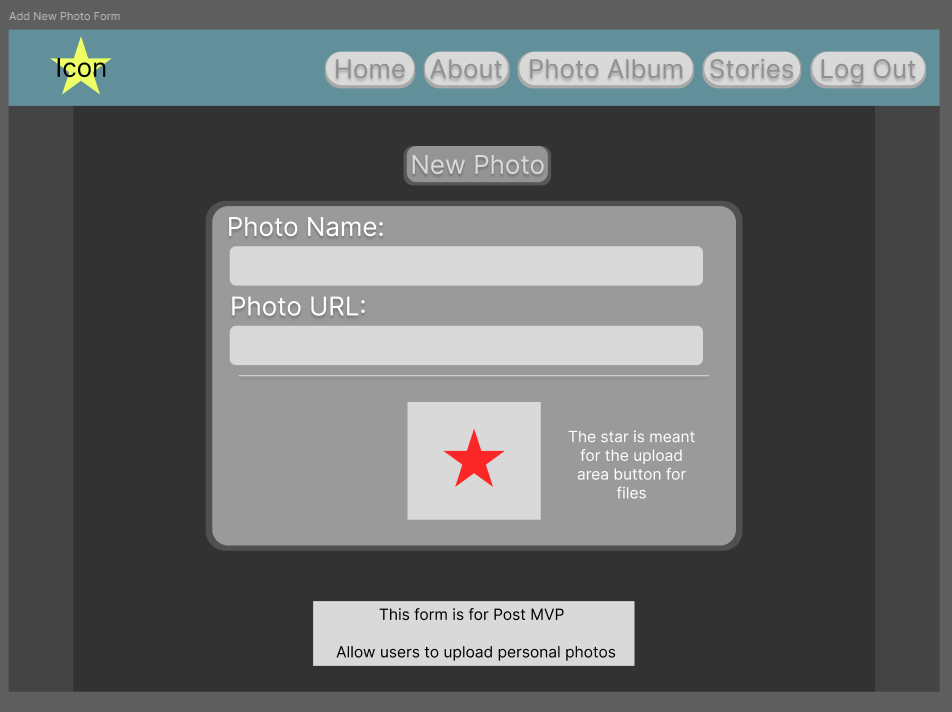 Add New Photo Form
Icon
Home
About
Photo Album
Stories
Log Out
New Photo
Photo Name:
Photo URL:
The star is meant
for the upload
area button for
files
This form is for Post MVP
Allow users to upload personal photos